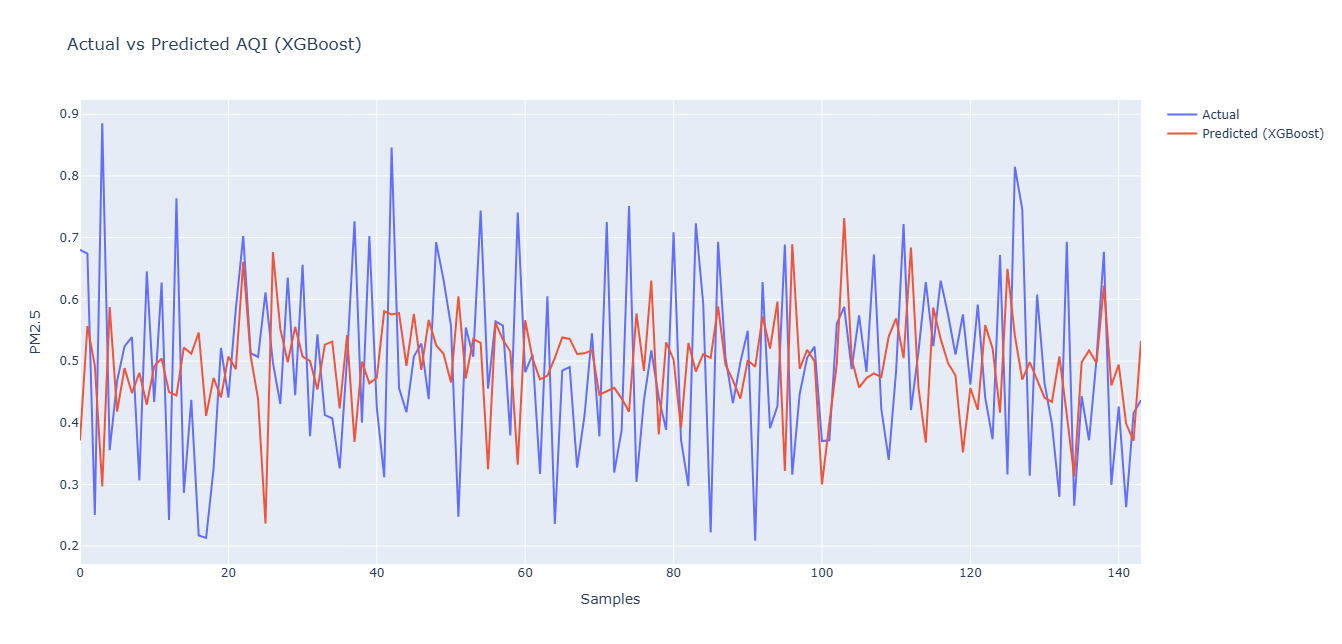 Actual vs Predicted AQI (XGBoost)
Actual
Predicted (XGBoost)
PM2.5
0.9
0.8
0.7
0.6
0.5
0.4
0.3
0.2
0 20 40 60 80 100 120 140
Samples